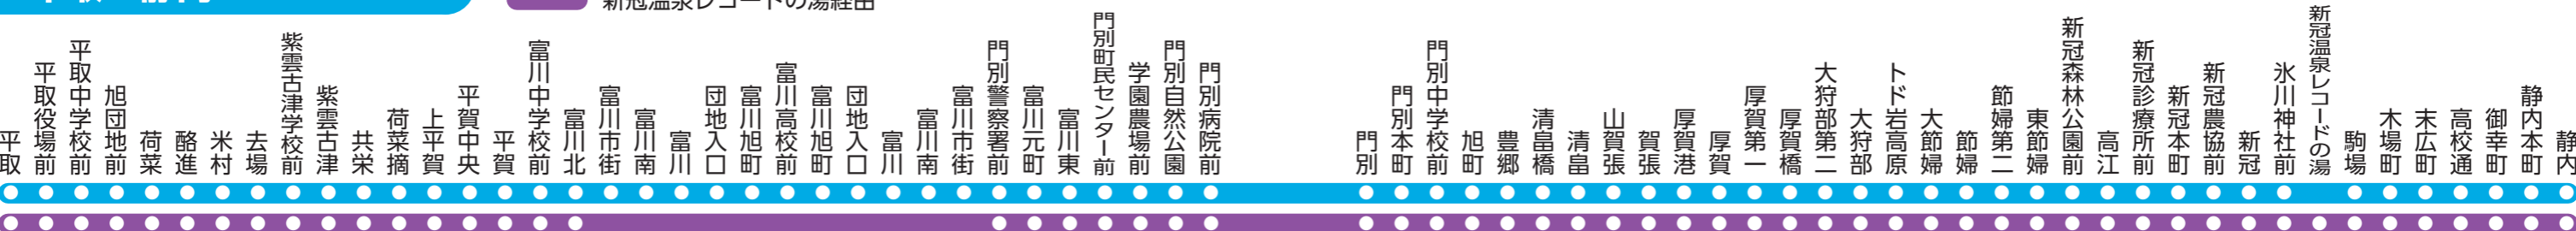 新冠温泉レコードの湯経由
平取
平取役場前
平取中学校前
旭団地前
荷菜
酪進
米村
去場
紫雲古津学校前
紫雲古津
共栄
荷菜摘
上平賀
平賀中央
平賀
富川中学校前
富川北
富川市街
富川南
富川
団地入口
富川旭町
富川高校前
富川旭町
団地入口
富川
富川南
富川市街
門別警察署前
富川元町
富川東
門別町民センター前
学園農場前
門別自然公園
門別病院前
門別
門別本町
門別中学校前
旭町
豊郷
清畠橋
清畠
山賀張
賀張
厚賀港
厚賀
厚賀第一
厚賀橋
大狩部第二
大狩部
トド岩高原
大節婦
節婦
節婦第二
東節婦
新冠森林公園前
高江
新冠診療所前
新冠本町
新冠農協前
新冠
氷川神社前
新冠温泉レコードの湯
駒場
木場町
末広町
高校通
御幸町
静内本町
静内